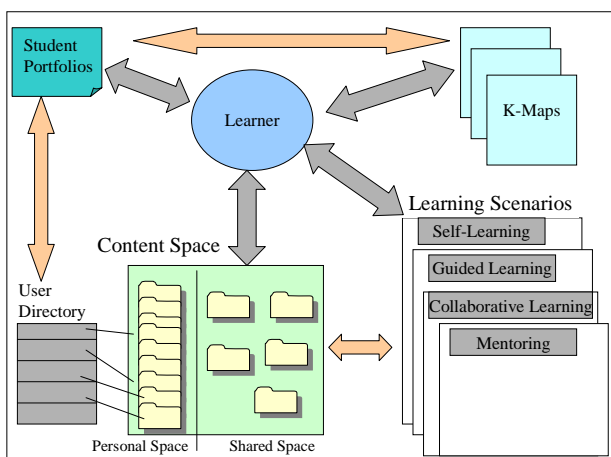 Student
Portfolios
Learner
K-Maps
Learning Scenarios
Self-Learning
Guided Learning
Collaborative Learning
Mentoring
Content Space
User
Directory
Personal Space
Shared Space